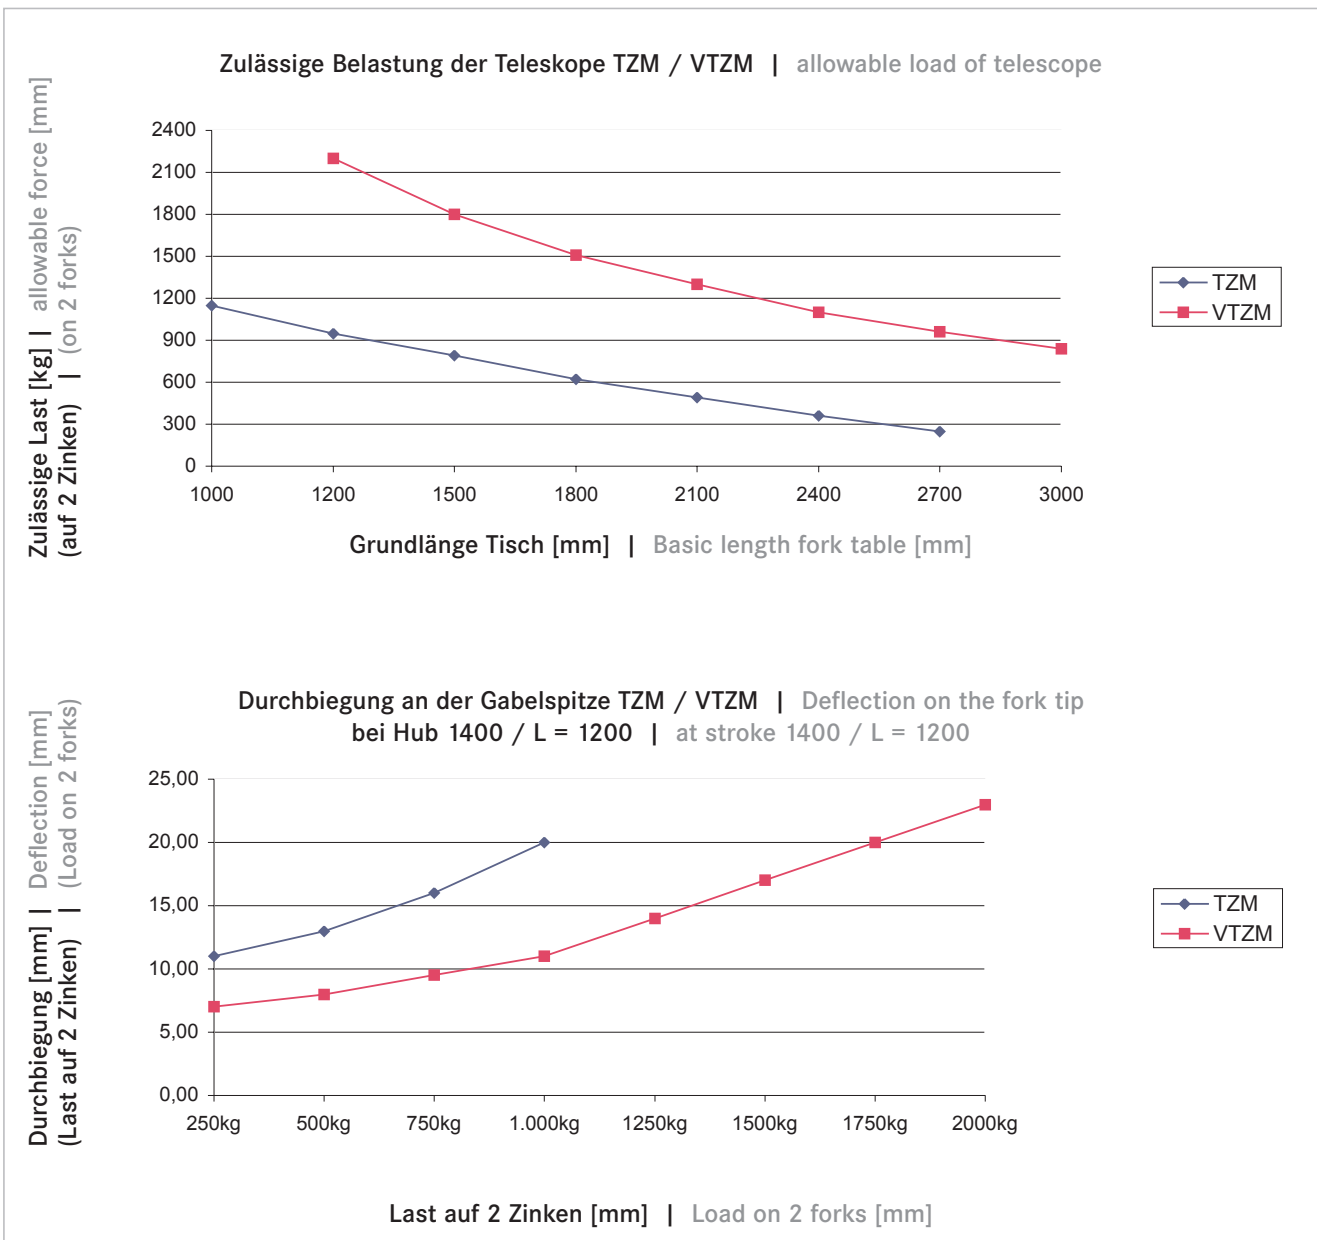 Zulässige Belastung der Teleskope TZM / VTZM | allowable load of telescope
Zulässige Last [kg] | allowable force [mm]
(auf 2 Zinken) | (on 2 forks)
2400
2100
1800
1500
1200
900
600
300
0
1000 1200 1500 1800 2100 2400 2700 3000
Grundlänge Tisch [mm] | Basic length fork table [mm]
TZM
VTZM
Durchbiegung an der Gabelspitze TZM / VTZM | Deflection on the fork tip
bei Hub 1400 / L = 1200 | at stroke 1400 / L = 1200
Durchbiegung [mm] | Deflection [mm]
(Last auf 2 Zinken) | (Load on 2 forks)
25,00
20,00
15,00
10,00
5,00
0,00
250kg 500kg 750kg 1.000kg 1250kg 1500kg 1750kg 2000kg
Last auf 2 Zinken [mm] | Load on 2 forks [mm]
TZM
VTZM